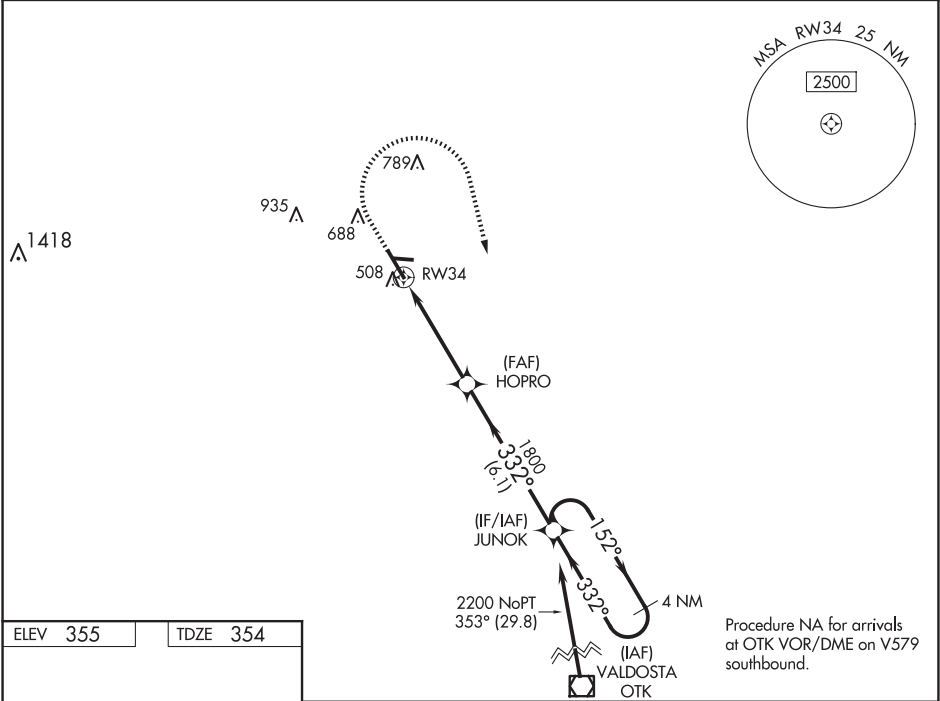 MSA RW34 25 NM
2500
789
935
688
1418
508
RW34
(FAF)
HOPRO
1800
332°
(6.1)
(IF/IAF)
JUNOK
152°
332°
4 NM
2200 NoPT
353° (29.8)
(IAF)
VALDOSTA
OTK
Procedure NA for arrivals
at OTK VOR/DME on V579
southbound.
ELEV 355
TDZE 354